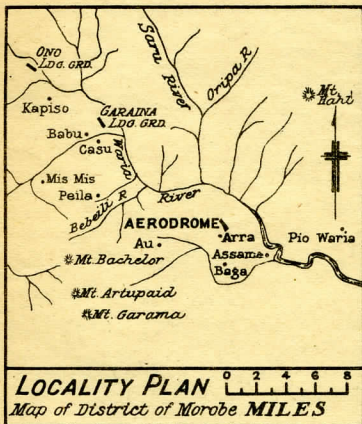 ONO
LDG. GRD.
Kapiso
GARAINA
LDG. GRD.
Saru River
Oripa R
Mt.
Hart
Babu
Casu
Waria
River
Mis Mis
Peila
Bebeili R
AERODROME
Arra
Pio Waria
Au
Assama
Baga
Mt. Bachelor
Mt. Artupaid
Mt. Garama
LOCALITY PLAN
0 2 4 6 8
Map of District of Morobe MILES